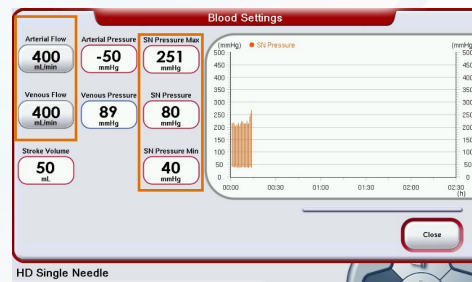 Blood Settings
Arterial Flow
400
mL/min
Arterial Pressure
-50
mmHg
SN Pressure Max
251
mmHg
Venous Flow
400
mL/min
Venous Pressure
89
mmHg
SN Pressure
80
mmHg
Stroke Volume
50
mL
SN Pressure Min
40
mmHg
(mmHg) SN Pressure (mmHg)
500 500
450 450
400 400
350 350
300 300
250 250
200 200
150 150
100 100
50 50
0 0
00:00 00:30 01:00 01:30 02:00 02:30
(h)
Close
HD Single Needle